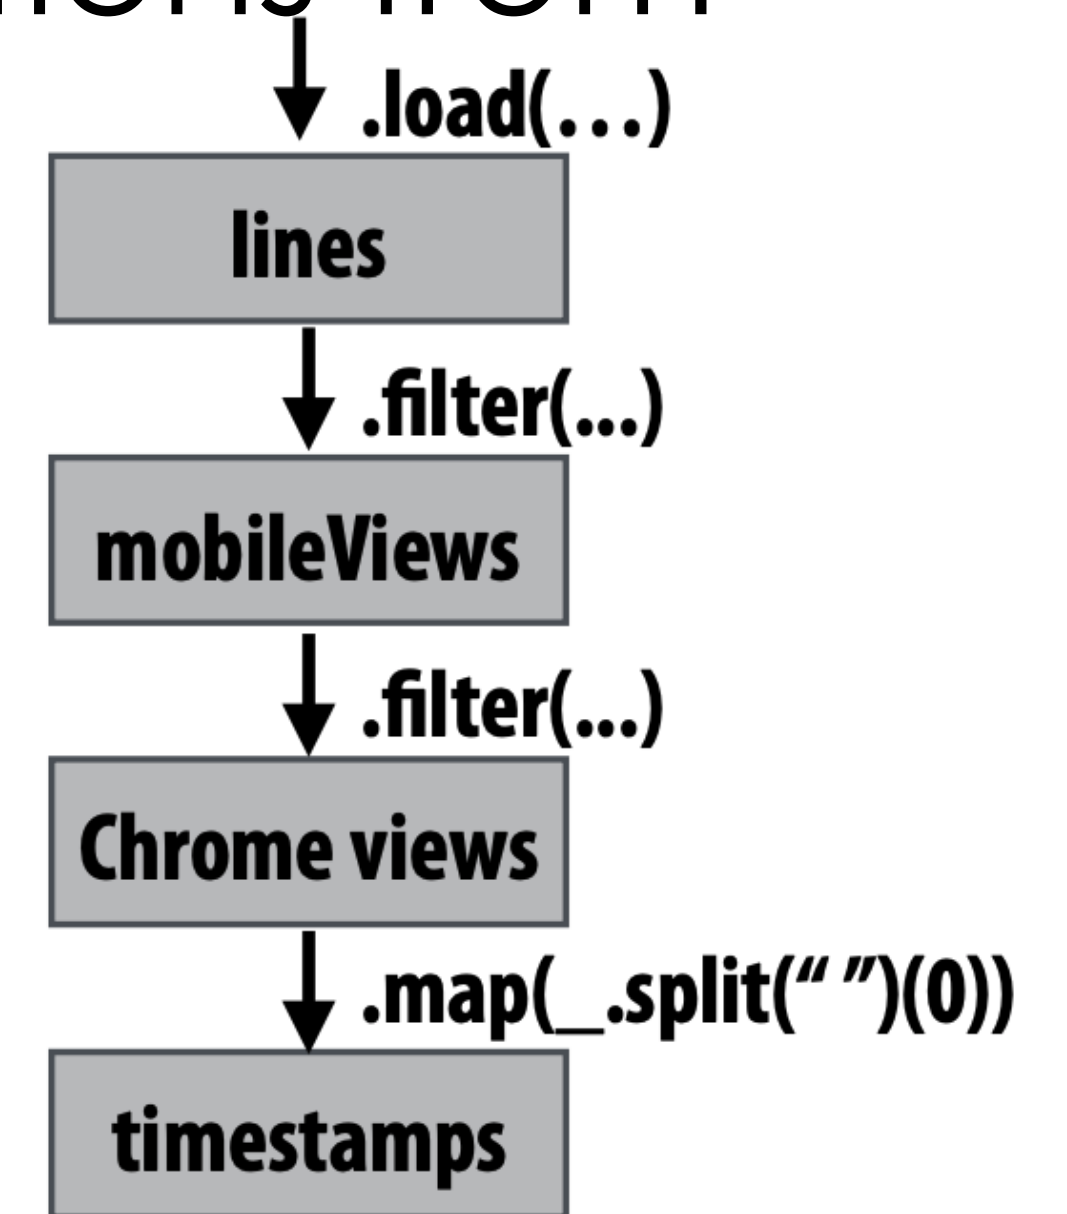 .load(...)
lines
.filter(...)
mobileViews
.filter(...)
Chrome views
.map(_.split(“ ”)(0))
timestamps